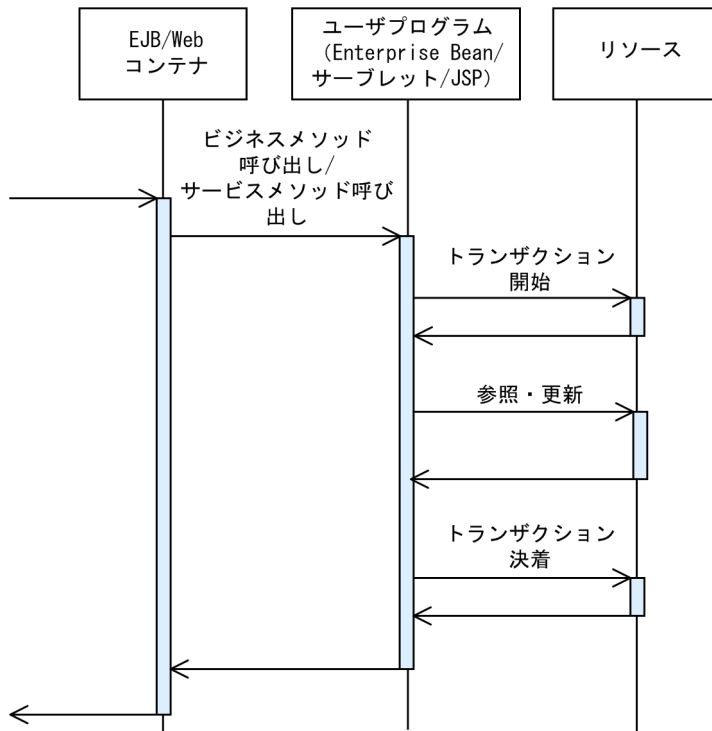 EJB/Web
コンテナ
ユーザプログラム
(Enterprise Bean/
サーブレット/JSP)
リソース
ビジネスメソッド
呼び出し/
サービスメソッド呼び
出し
トランザクション
開始
参照・更新
トランザクション
決着